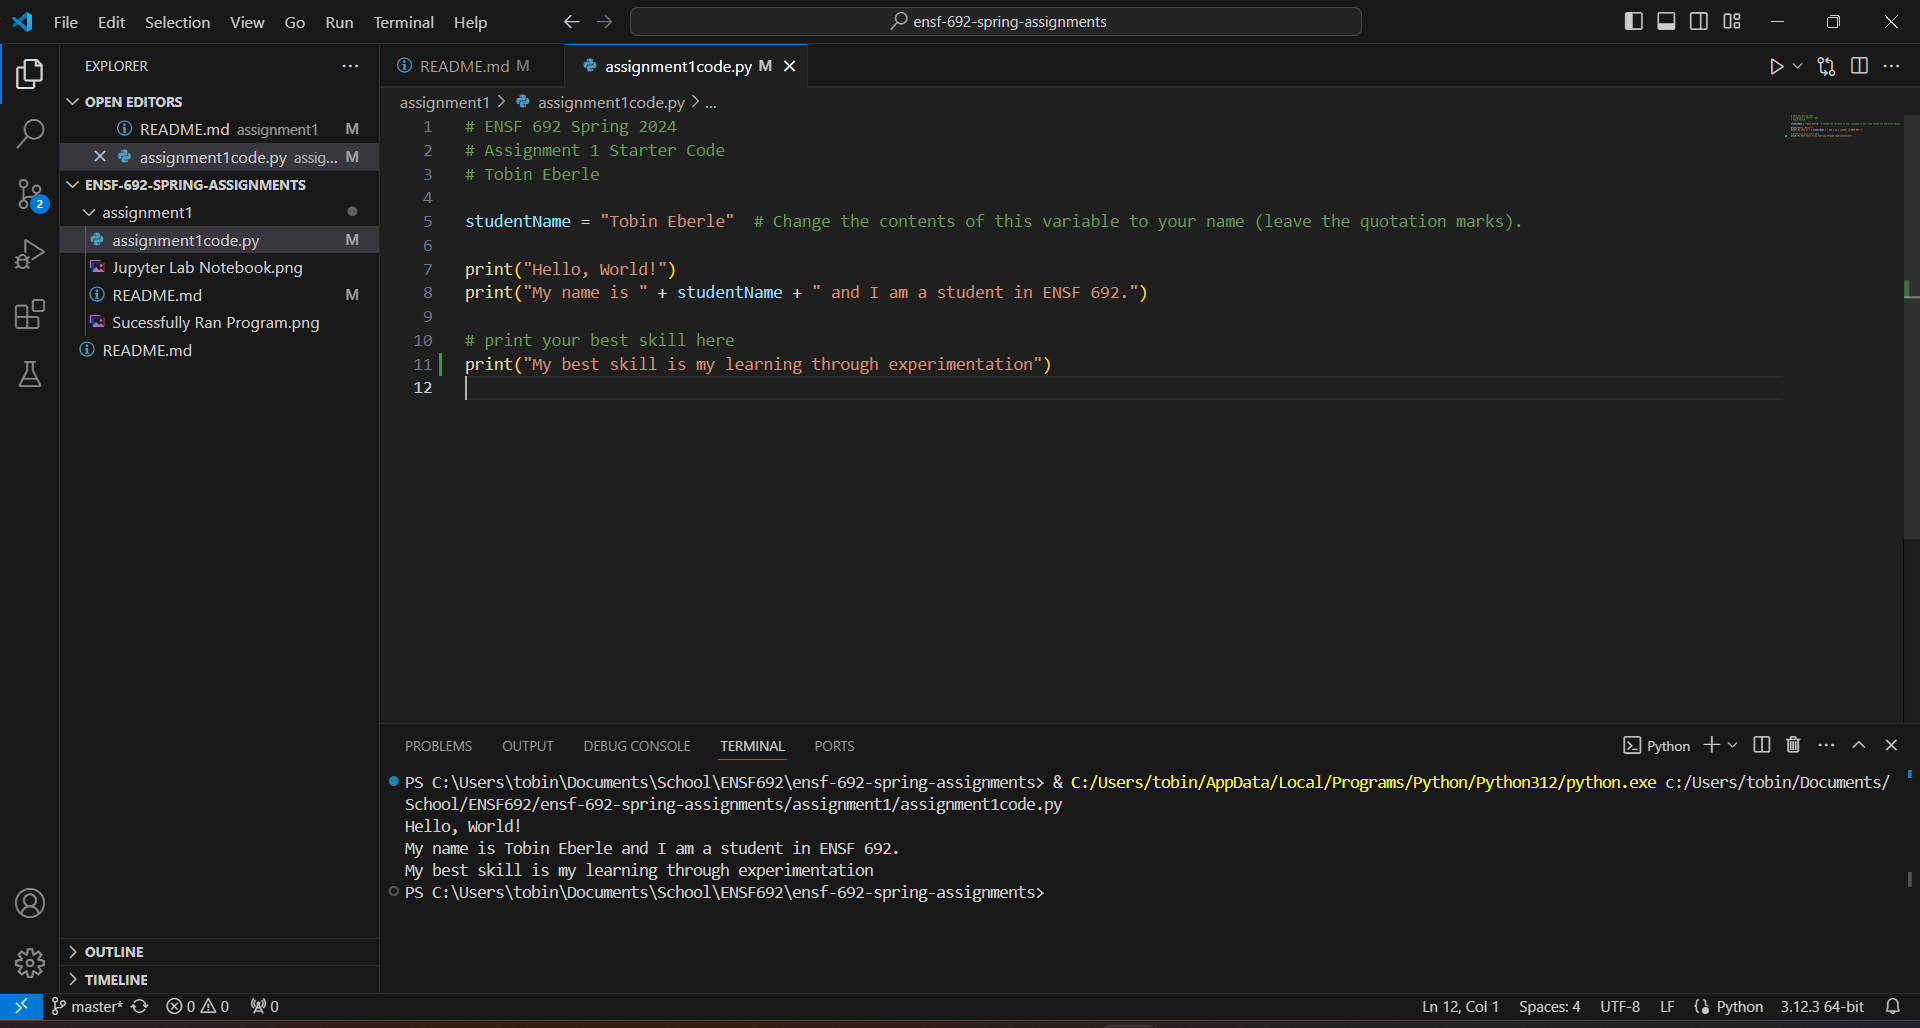 File Edit Selection View Go Run Terminal Help
ensf-692-spring-assignments
EXPLORER
OPEN EDITORS
README.md assignment1 M
assignment1code.py assig... M
ENSF-692-SPRING-ASSIGNMENTS
assignment1
assignment1code.py M
Jupyter Lab Notebook.png
README.md M
Sucessfully Ran Program.png
README.md
OUTLINE
TIMELINE
2
README.md M
assignment1code.py M
assignment1 > assignment1code.py > ...
1 # ENSF 692 Spring 2024
2 # Assignment 1 Starter Code
3 # Tobin Eberle
4
5 studentName = "Tobin Eberle"  # Change the contents of this variable to your name (leave the quotation marks).
6
7 print("Hello, World!")
8 print("My name is " + studentName + " and I am a student in ENSF 692.")
9
10 # print your best skill here
11 print("My best skill is my learning through experimentation")
12
PROBLEMS OUTPUT DEBUG CONSOLE TERMINAL PORTS
Python
PS C:\Users\tobin\Documents\School\ENSF692\ensf-692-spring-assignments> & C:/Users/tobin/AppData/Local/Programs/Python/Python312/python.exe c:/Users/tobin/Documents/
School/ENSF692/ensf-692-spring-assignments/assignment1/assignment1code.py
Hello, World!
My name is Tobin Eberle and I am a student in ENSF 692.
My best skill is my learning through experimentation
PS C:\Users\tobin\Documents\School\ENSF692\ensf-692-spring-assignments>
master* 0 0 0
Ln 12, Col 1 Spaces: 4 UTF-8 LF Python 3.12.3 64-bit